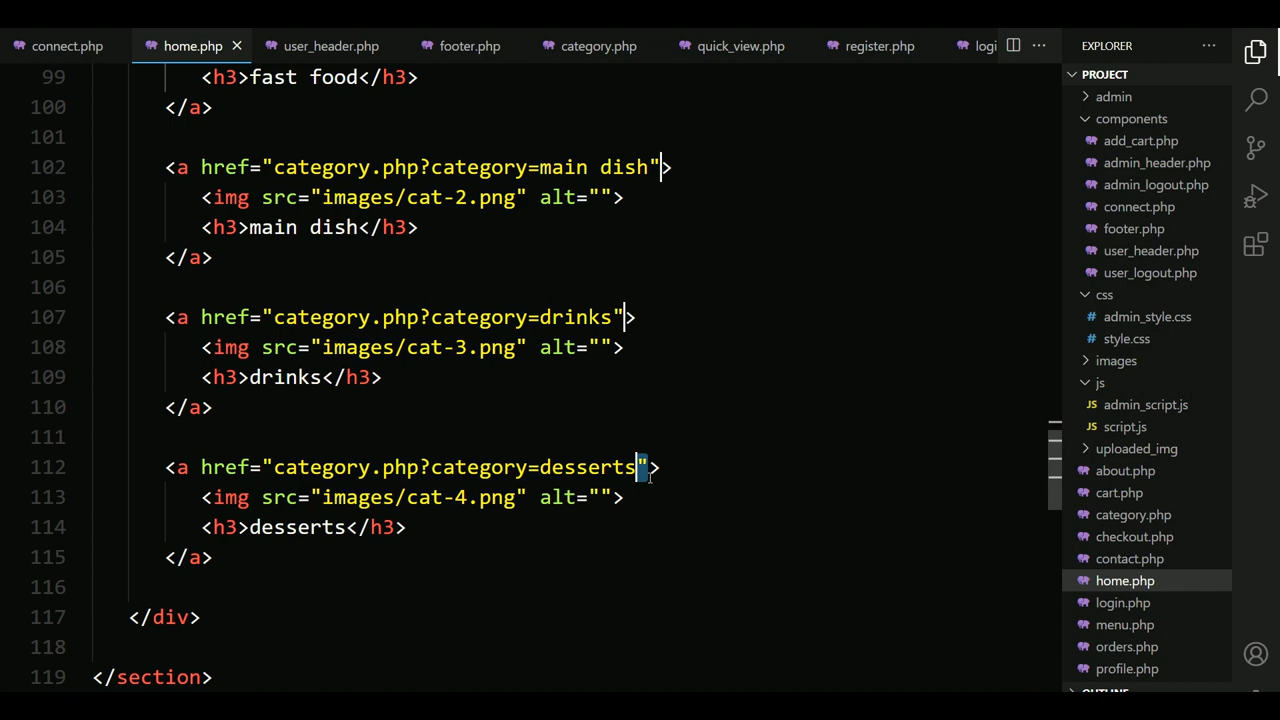 connect.php home.php user_header.php footer.php category.php quick_view.php register.php logi
EXPLORER
99 <h3>fast food</h3>
100 </a>
101
102 <a href="category.php?category=main dish">
103 <img src="images/cat-2.png" alt="">
104 <h3>main dish</h3>
105 </a>
106
107 <a href="category.php?category=drinks">
108 <img src="images/cat-3.png" alt="">
109 <h3>drinks</h3>
110 </a>
111
112 <a href="category.php?category=desserts">
113 <img src="images/cat-4.png" alt="">
114 <h3>desserts</h3>
115 </a>
116
117 </div>
118
119 </section>
PROJECT
admin
components
add_cart.php
admin_header.php
admin_logout.php
connect.php
footer.php
user_header.php
user_logout.php
css
# admin_style.css
# style.css
images
js
JS admin_script.js
JS script.js
uploaded_img
about.php
cart.php
category.php
checkout.php
contact.php
home.php
login.php
menu.php
orders.php
profile.php
OUTLINE